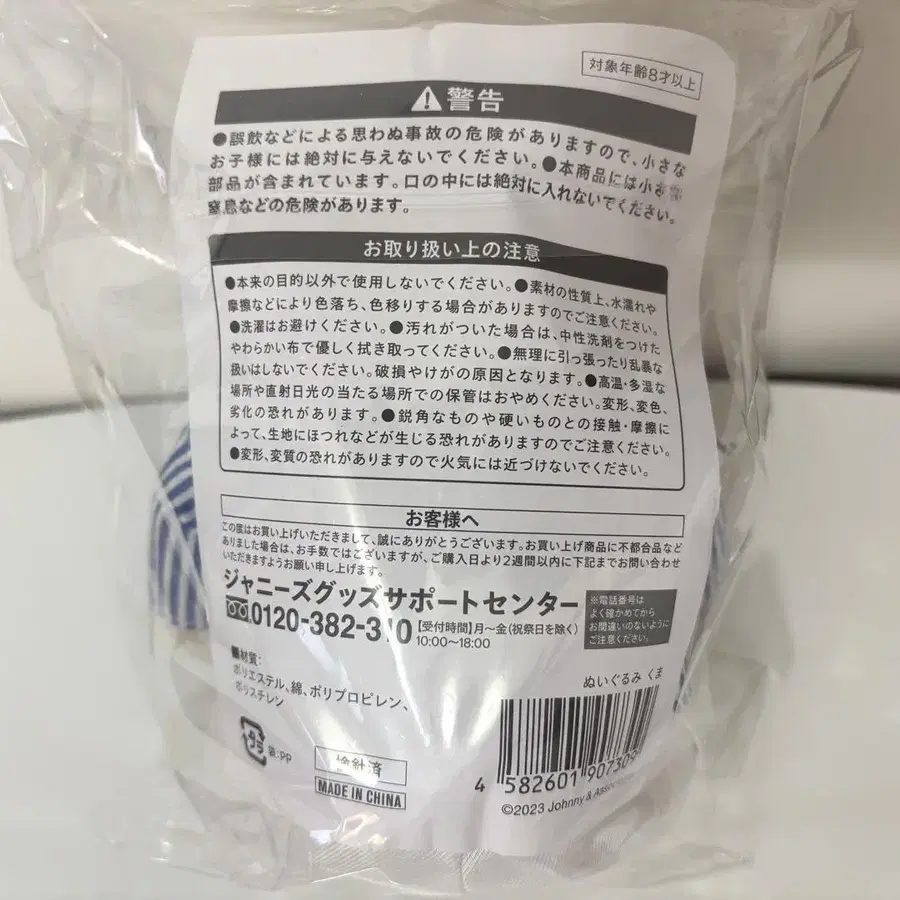 対象年齢8才以上
警告
●誤飲などによる思わぬ事故の危険がありますので、小さな
お子様には絶対に与えないでください。●本商品には小さな
部品が含まれています。口の中には絶対に入れないでください。
窒息などの危険があります。
お取り扱い上の注意
●本来の目的以外で使用しないでください。●素材の性質上、水濡れや
摩擦などにより色落ち、色移りする場合がありますのでご注意ください。
●洗濯はお避けください。●汚れがついた場合は、中性洗剤をつけた
やわらかい布で優しく拭き取ってください。●無理に引っ張ったり乱暴な
扱いはしないでください。破損やけがの原因となります。●高温・多湿な
場所や直射日光の当たる場所での保管はおやめください。変形、変色、
劣化の恐れがあります。●鋭角なものや硬いものとの接触・摩擦に
よって、生地にほつれなどが生じる恐れがありますのでご注意ください。
●変形、変質の恐れがありますので火気には近づけないでください。
お客様へ
この度はお買い上げいただきまして、誠にありがとうございます。お買い上げ商品に不都合品など
ありました場合は、お手数ではございますが、ご購入日より2週間以内に下記までお問い合わせ
いただきますようお願い申し上げます。
ジャニーズグッズサポートセンター
0120-382-310 【受付時間】月〜金(祝祭日を除く)
10:00〜18:00
※電話番号は
よく確かめてから
お間違いのないように
ご注意ください。
■材質:
ポリエステル、綿、ポリプロピレン、
ポリスチレン
ぬいぐるみ くま
プラ
袋:PP
検針済
MADE IN CHINA
4 582601 907309
©2023 Johnny &